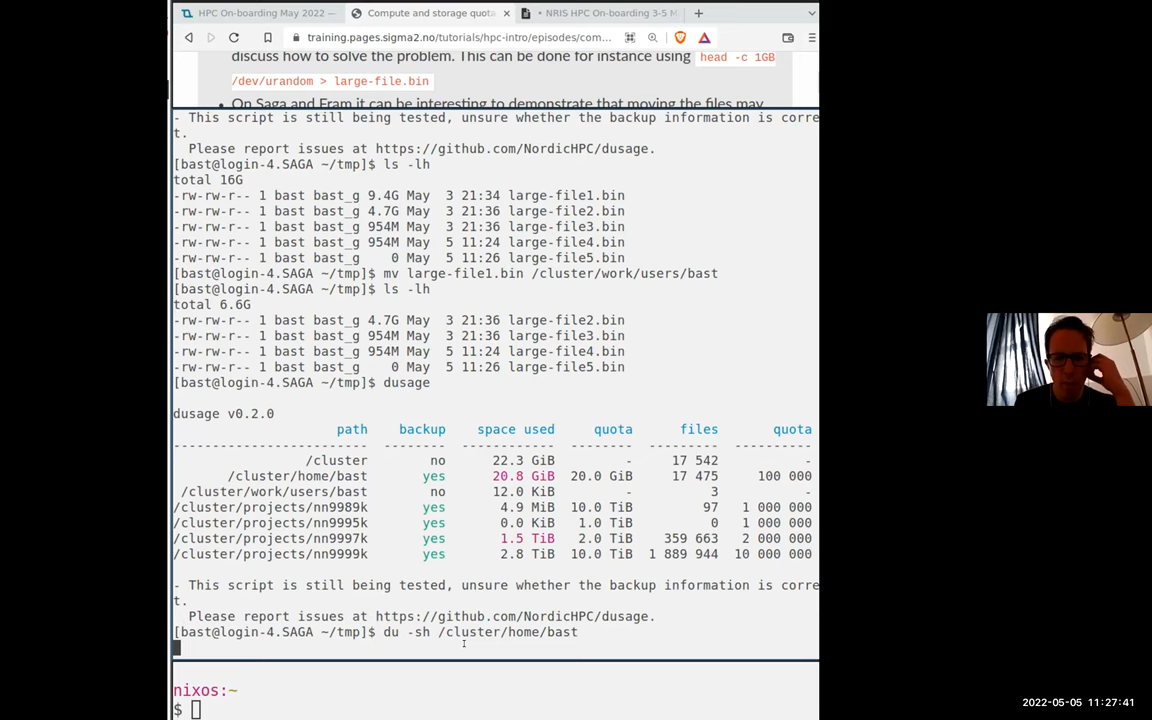 HPC On-boarding May 2022 —
Compute and storage quota
NRIS HPC On-boarding 3-5 M
training.pages.sigma2.no/tutorials/hpc-intro/episodes/com...
discuss how to solve the problem. This can be done for instance using head -c 1GB
/dev/urandom > large-file.bin
• On Saga and Fram it can be interesting to demonstrate that moving the files may
- This script is still being tested, unsure whether the backup information is corre
t.
Please report issues at https://github.com/NordicHPC/dusage.
[bast@login-4.SAGA ~/tmp]$ ls -lh
total 16G
-rw-rw-r-- 1 bast bast_g 9.4G May  3 21:34 large-file1.bin
-rw-rw-r-- 1 bast bast_g 4.7G May  3 21:36 large-file2.bin
-rw-rw-r-- 1 bast bast_g 954M May  3 21:36 large-file3.bin
-rw-rw-r-- 1 bast bast_g 954M May  5 11:24 large-file4.bin
-rw-rw-r-- 1 bast bast_g    0 May  5 11:26 large-file5.bin
[bast@login-4.SAGA ~/tmp]$ mv large-file1.bin /cluster/work/users/bast
[bast@login-4.SAGA ~/tmp]$ ls -lh
total 6.6G
-rw-rw-r-- 1 bast bast_g 4.7G May  3 21:36 large-file2.bin
-rw-rw-r-- 1 bast bast_g 954M May  3 21:36 large-file3.bin
-rw-rw-r-- 1 bast bast_g 954M May  5 11:24 large-file4.bin
-rw-rw-r-- 1 bast bast_g    0 May  5 11:26 large-file5.bin
[bast@login-4.SAGA ~/tmp]$ dusage
dusage v0.2.0
path backup space used quota files quota
------------------------ -------- ------------ -------- --------- ----------
/cluster no 22.3 GiB - 17 542 -
/cluster/home/bast yes 20.8 GiB 20.0 GiB 17 475 100 000
/cluster/work/users/bast no 12.0 KiB - 3 -
/cluster/projects/nn9989k yes 4.9 MiB 10.0 TiB 97 1 000 000
/cluster/projects/nn9995k yes 0.0 KiB 1.0 TiB 0 1 000 000
/cluster/projects/nn9997k yes 1.5 TiB 2.0 TiB 359 663 2 000 000
/cluster/projects/nn9999k yes 2.8 TiB 10.0 TiB 1 889 944 10 000 000
- This script is still being tested, unsure whether the backup information is corre
t.
Please report issues at https://github.com/NordicHPC/dusage.
[bast@login-4.SAGA ~/tmp]$ du -sh /cluster/home/bast
nixos:~
$
2022-05-05 11:27:41